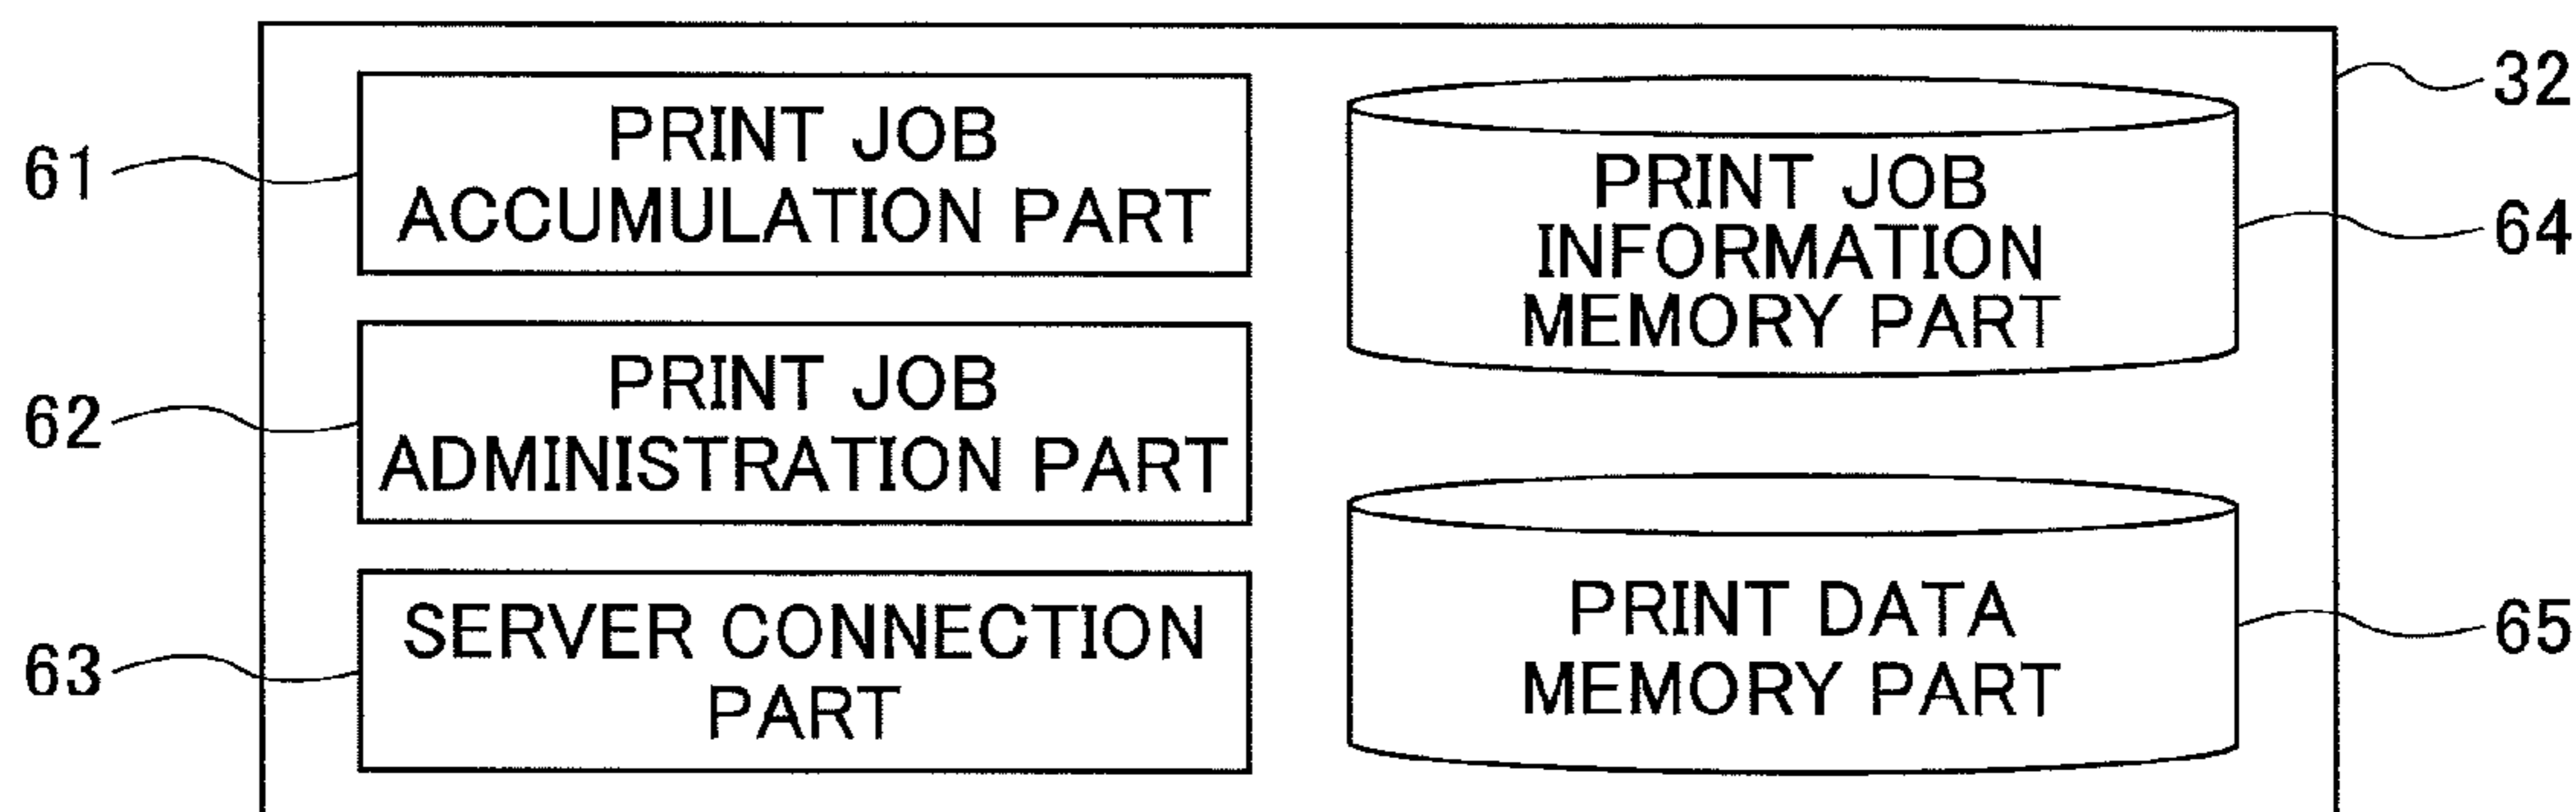 32
61
PRINT JOB
ACCUMULATION PART
62
PRINT JOB
ADMINISTRATION PART
63
SERVER CONNECTION
PART
PRINT JOB
INFORMATION
MEMORY PART
64
PRINT DATA
MEMORY PART
65